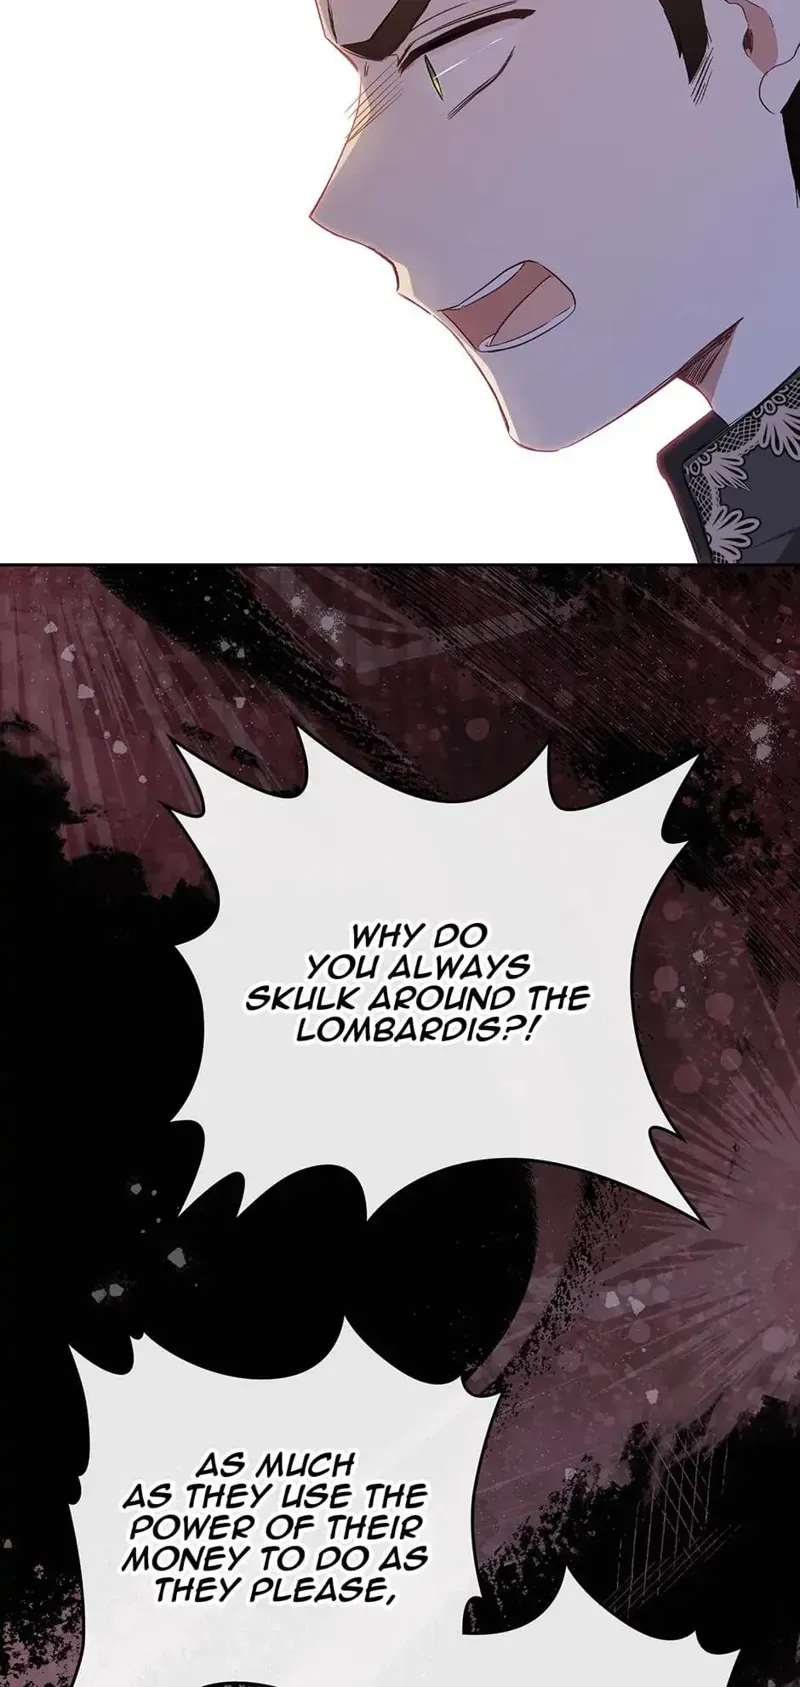 WHY DO
YOU ALWAYS
SKULK AROUND THE
LOMBARDIS?!
AS MUCH
AS THEY USE THE
POWER OF THEIR
MONEY TO DO AS
THEY PLEASE,